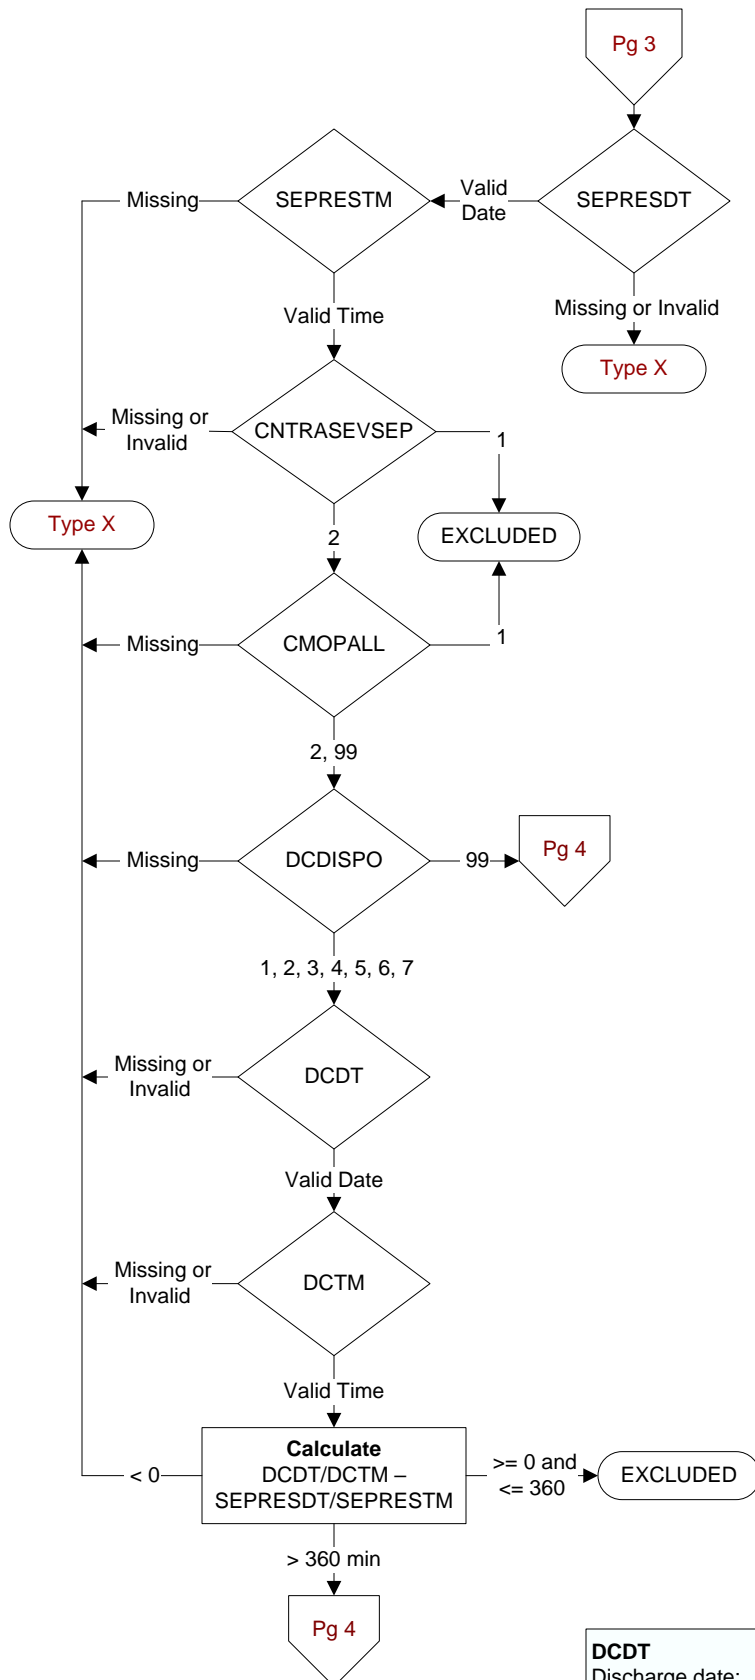 Pg 3
SEPRESDT
Valid
Date
SEPRESTM
Missing
Missing or Invalid
Type X
Valid Time
CNTRASEVSEP
Missing or
Invalid
1
Type X
EXCLUDED
2
CMOPALL
Missing
1
2, 99
DCDISPO
Missing
99
Pg 4
1, 2, 3, 4, 5, 6, 7
DCDT
Missing or
Invalid
Valid Date
DCTM
Missing or
Invalid
Valid Time
Calculate
DCDT/DCTM –
SEPRESDT/SEPRESTM
< 0
>= 0 and
<= 360
EXCLUDED
> 360 min
Pg 4
DCDT
Discharge date: